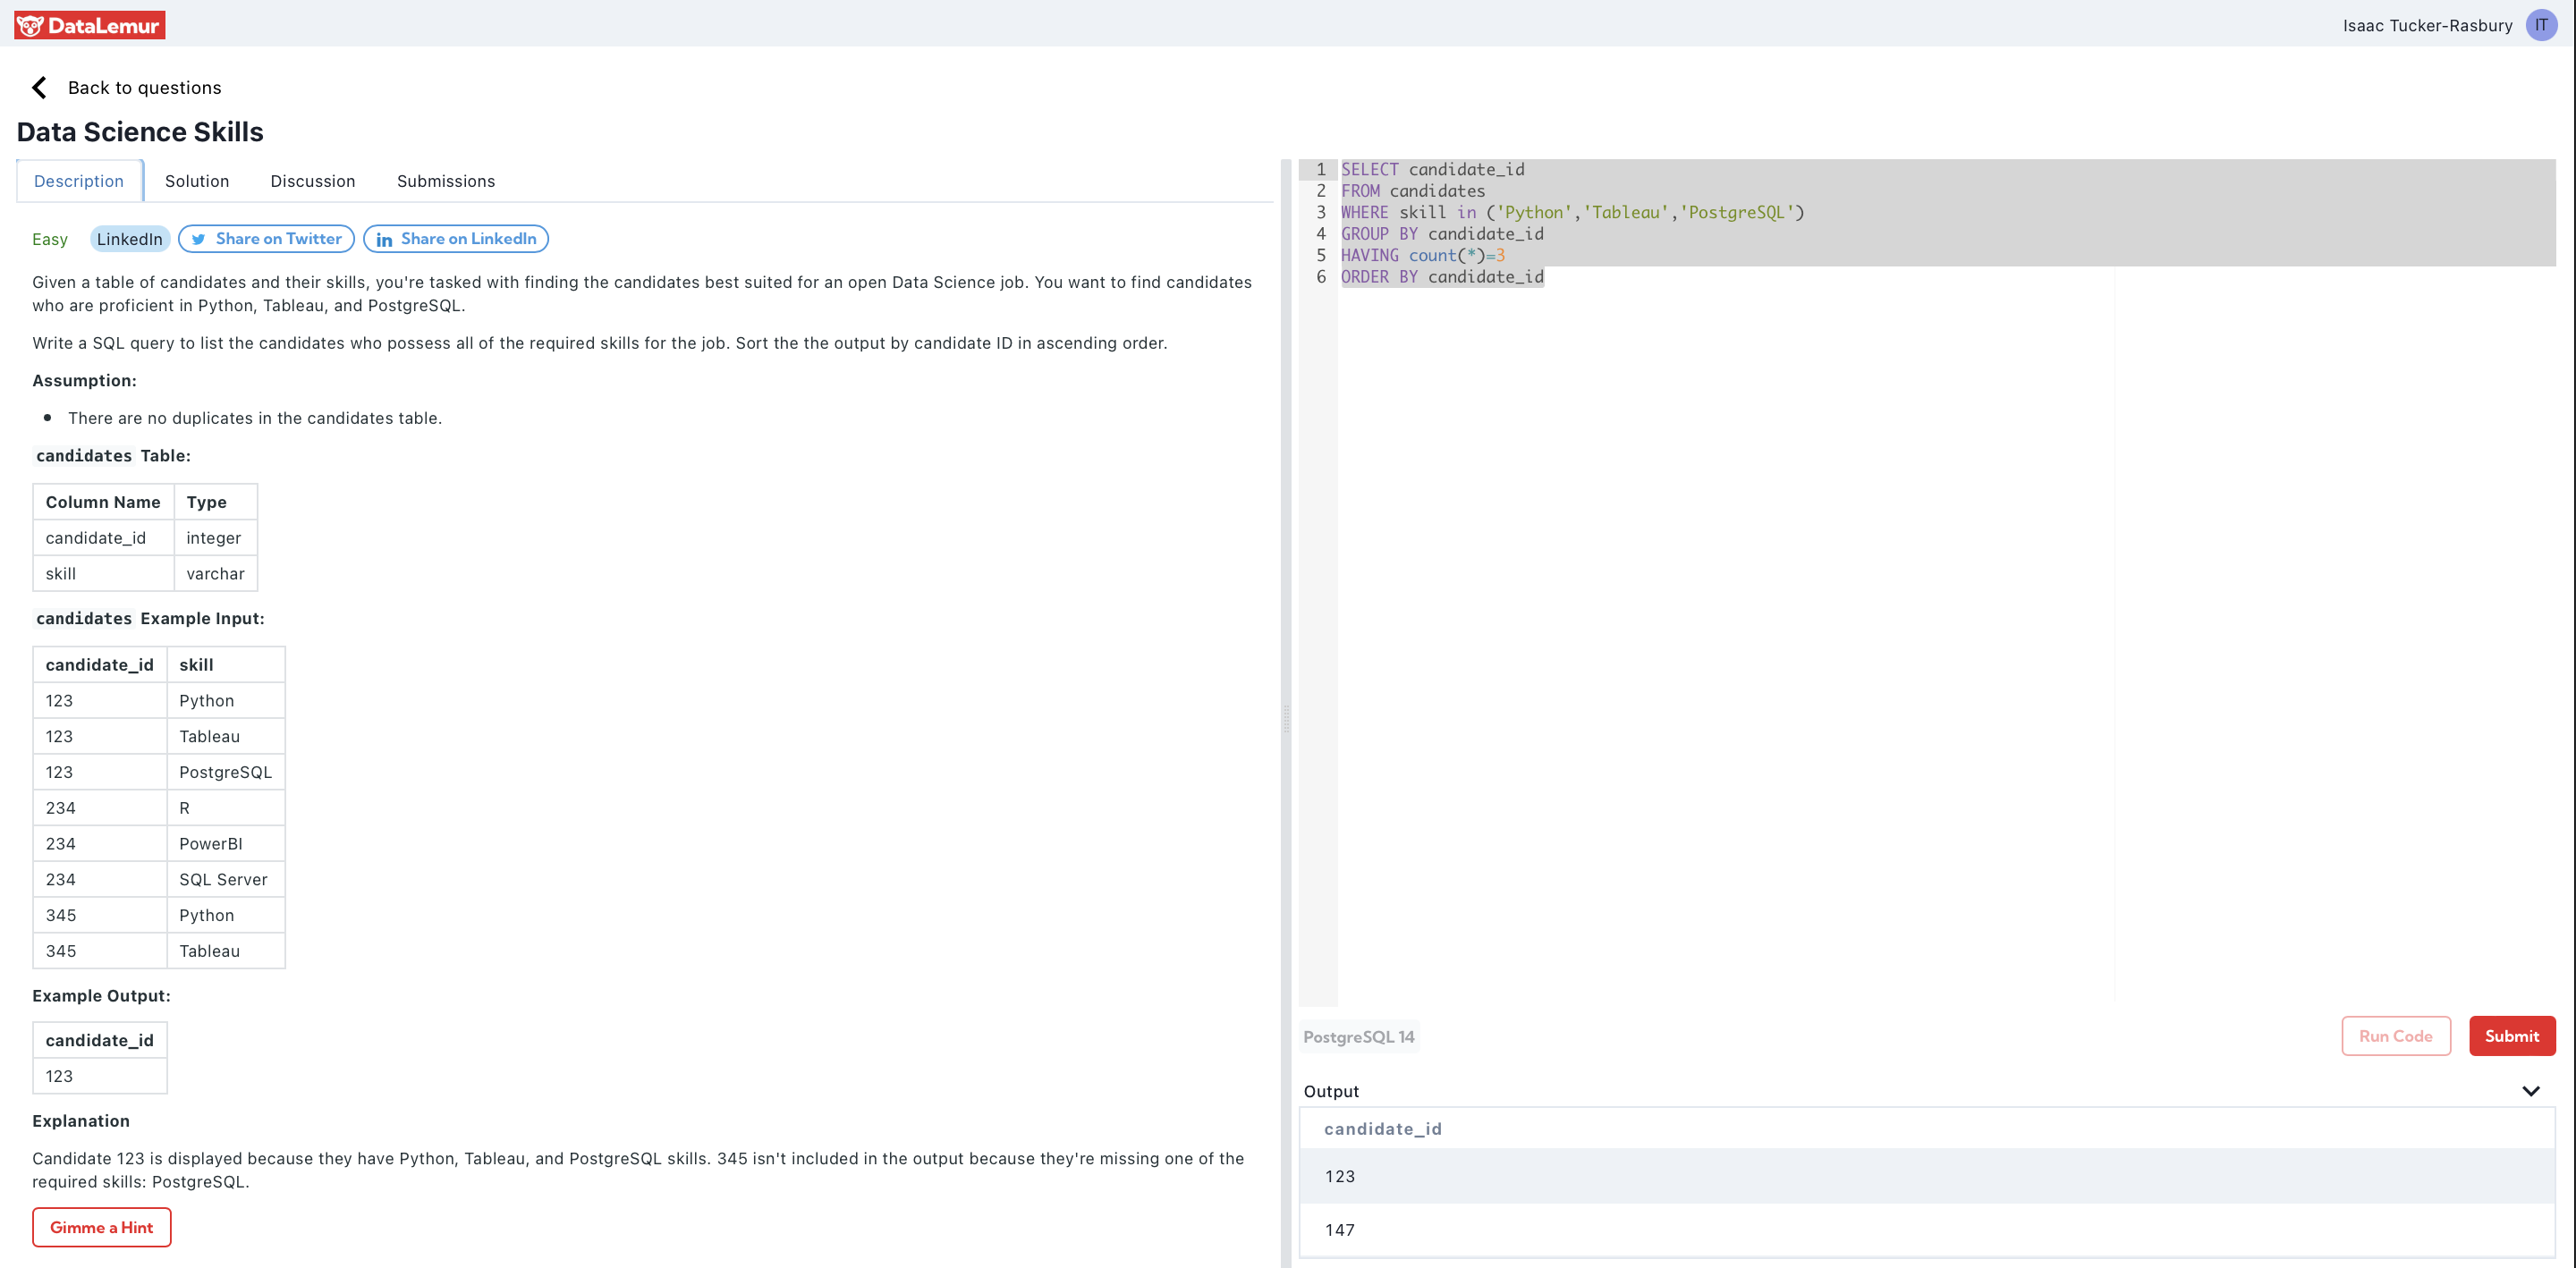 DataLemur
Isaac Tucker-Rasbury
IT
Back to questions
Data Science Skills
Description
Solution
Discussion
Submissions
Easy
LinkedIn
Share on Twitter
in Share on LinkedIn
Given a table of candidates and their skills, you're tasked with finding the candidates best suited for an open Data Science job. You want to find candidates
who are proficient in Python, Tableau, and PostgreSQL.
Write a SQL query to list the candidates who possess all of the required skills for the job. Sort the the output by candidate ID in ascending order.
Assumption:
• There are no duplicates in the candidates table.
candidates Table:
Column Name Type
candidate_id integer
skill varchar
candidates Example Input:
candidate_id skill
123 Python
123 Tableau
123 PostgreSQL
234 R
234 PowerBI
234 SQL Server
345 Python
345 Tableau
Example Output:
candidate_id
123
Explanation
Candidate 123 is displayed because they have Python, Tableau, and PostgreSQL skills. 345 isn't included in the output because they're missing one of the
required skills: PostgreSQL.
Gimme a Hint
1 SELECT candidate_id
2 FROM candidates
3 WHERE skill in ('Python','Tableau','PostgreSQL')
4 GROUP BY candidate_id
5 HAVING count(*)=3
6 ORDER BY candidate_id
PostgreSQL 14
Run Code
Submit
Output
candidate_id
123
147